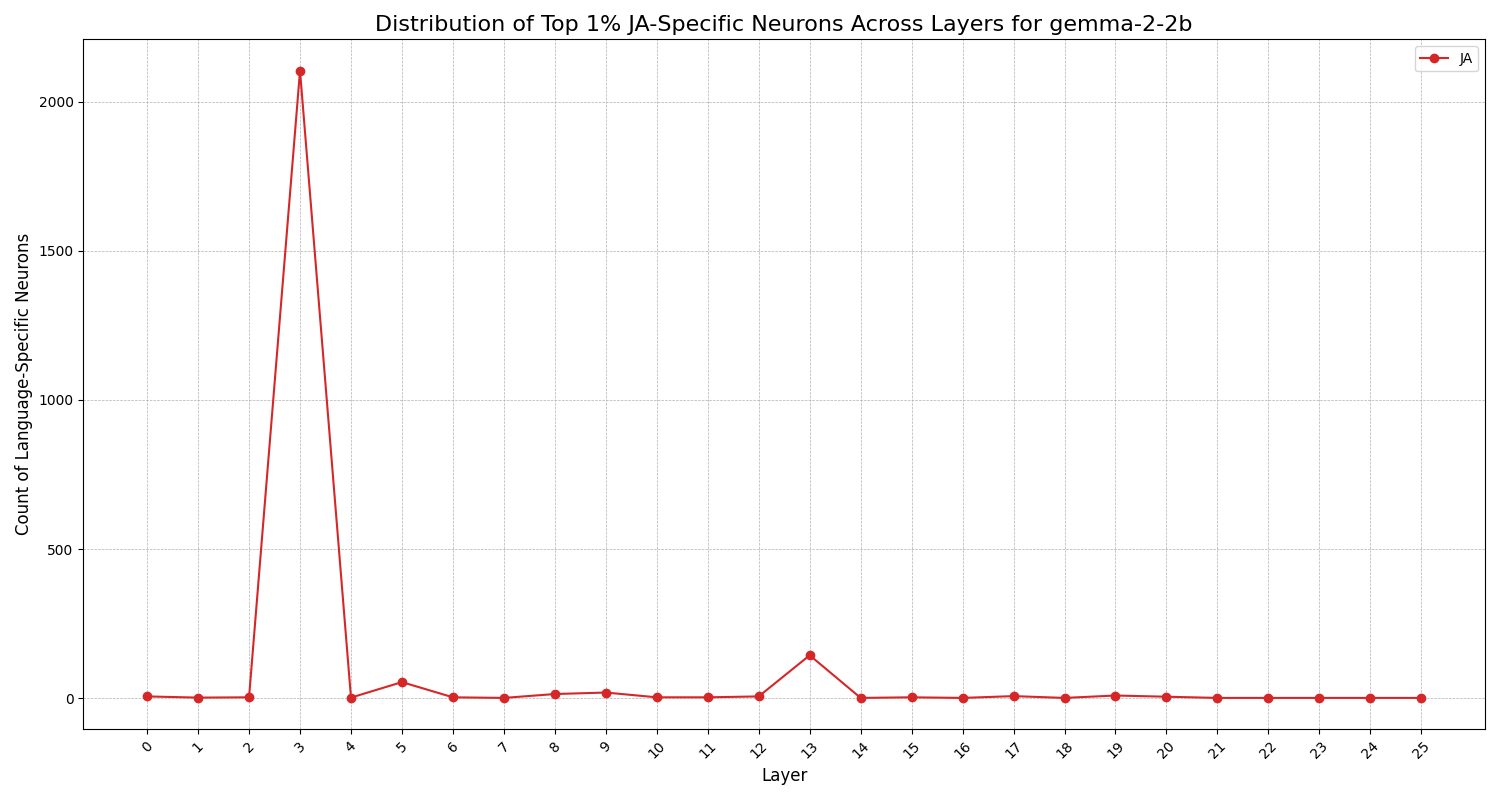 Distribution of Top 1% JA-Specific Neurons Across Layers for gemma-2-2b
JA
Count of Language-Specific Neurons
2000
1500
1000
500
0
0 1 2 3 4 5 6 7 8 9 10 11 12 13 14 15 16 17 18 19 20 21 22 23 24 25
Layer